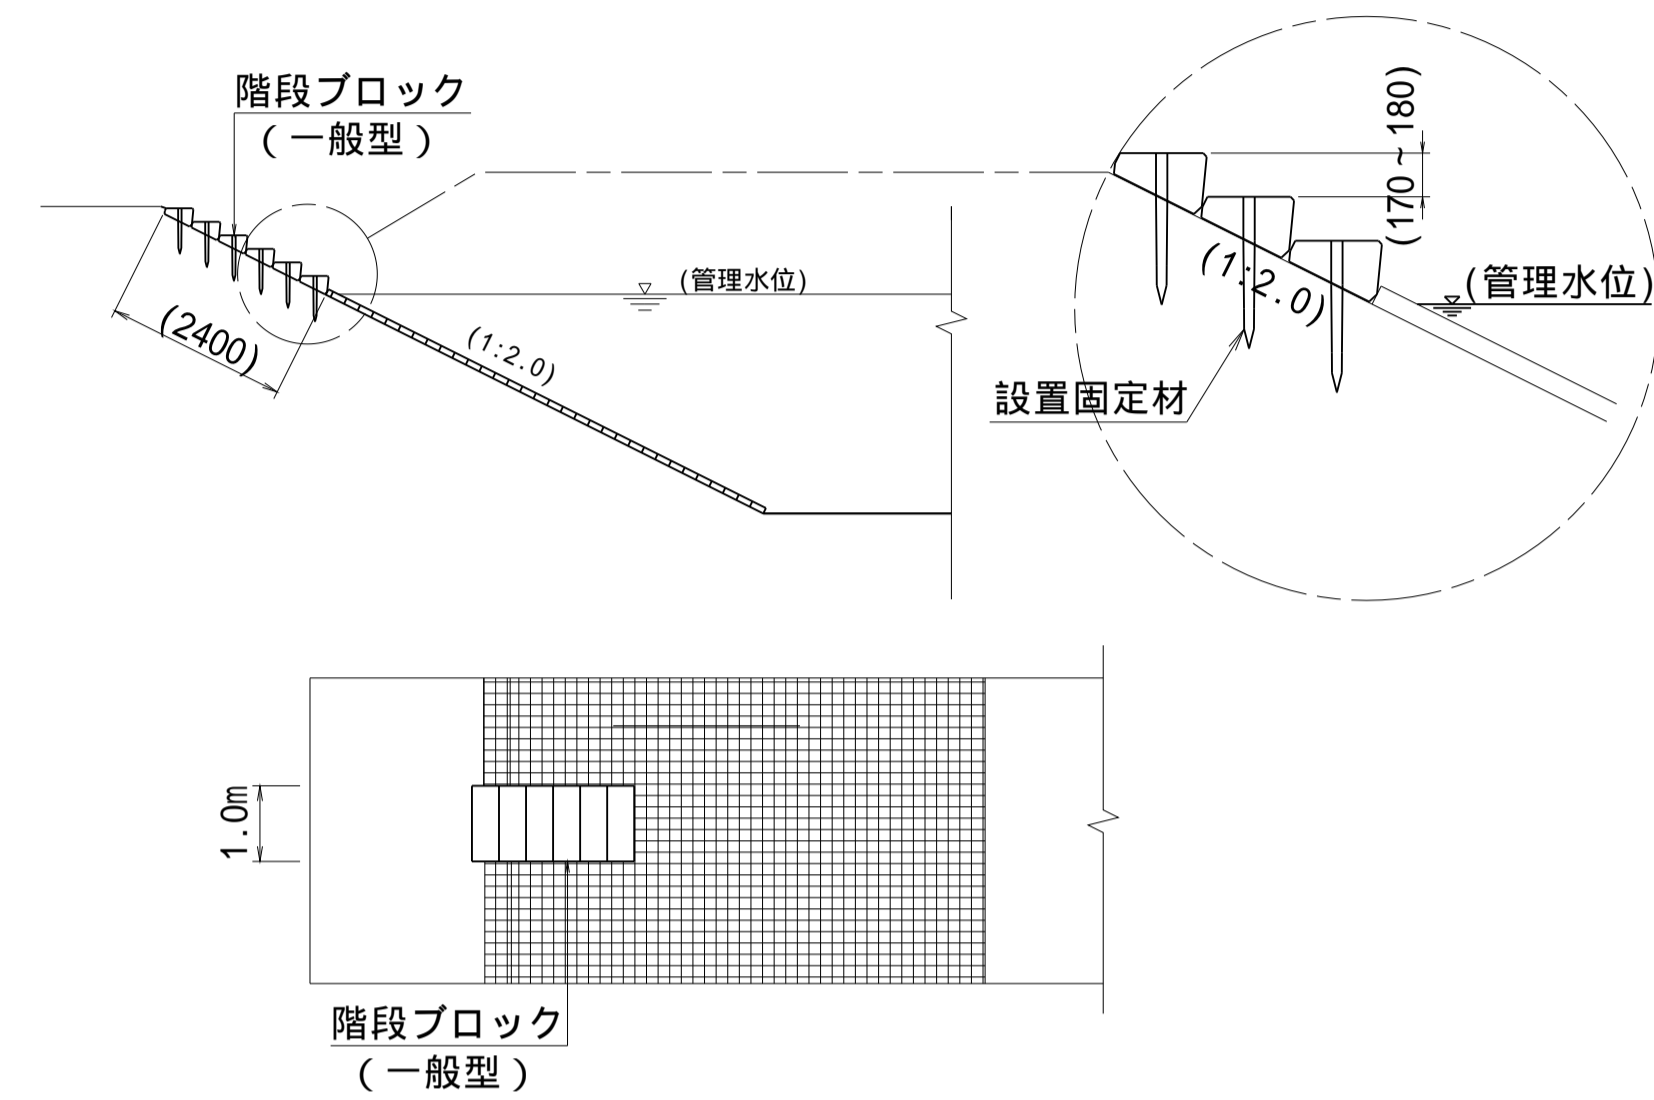 階段ブロック
(一般型)
(2400)
(管理水位)
(1:2.0)
(170~180)
(1:2.0)
(管理水位)
設置固定材
1.0m
階段ブロック
(一般型)